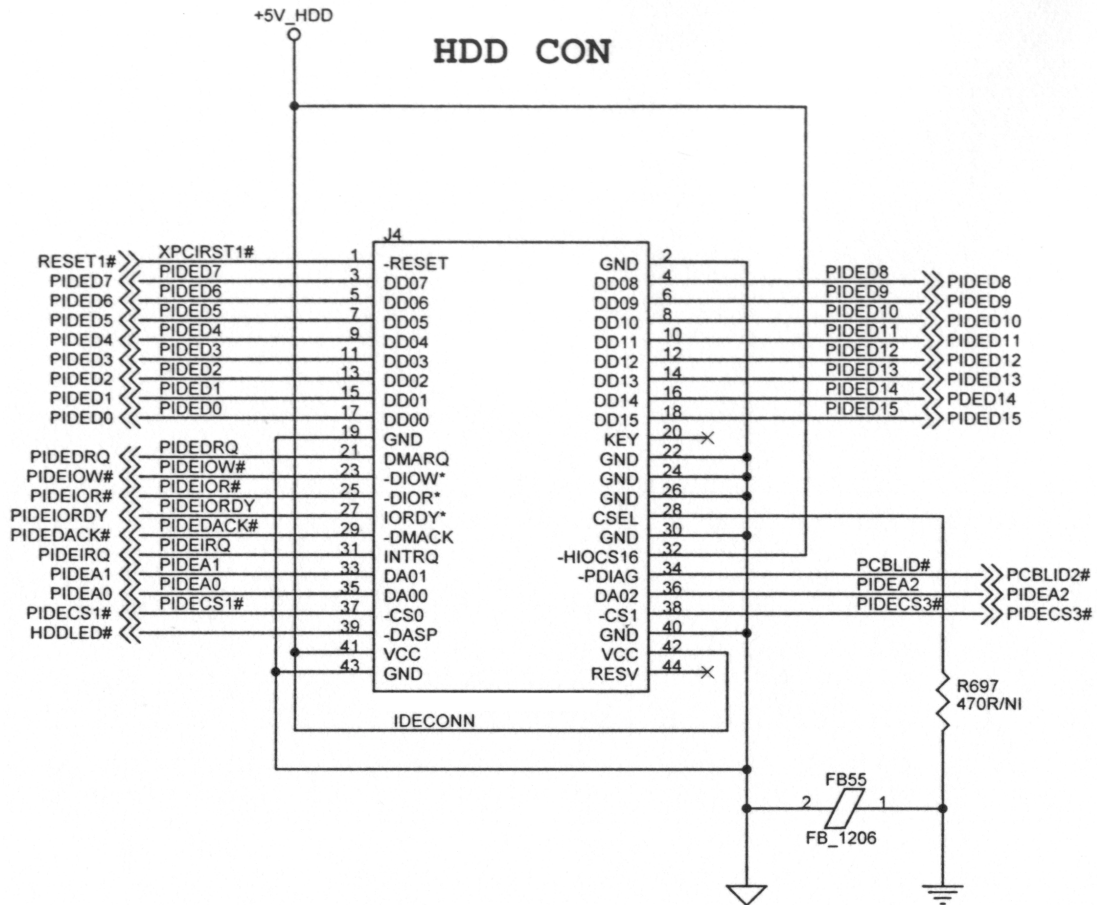 +5V_HDD
HDD CON
J4
RESET1# XPCIRST1# 1 -RESET GND 2
PIDED7 PIDED7 3 DD07 DD08 4 PIDED8 PIDED8
PIDED6 PIDED6 5 DD06 DD09 6 PIDED9 PIDED9
PIDED5 PIDED5 7 DD05 DD10 8 PIDED10 PIDED10
PIDED4 PIDED4 9 DD04 DD11 10 PIDED11 PIDED11
PIDED3 PIDED3 11 DD03 DD12 12 PIDED12 PIDED12
PIDED2 PIDED2 13 DD02 DD13 14 PIDED13 PIDED13
PIDED1 PIDED1 15 DD01 DD14 16 PIDED14 PDED14
PIDED0 PIDED0 17 DD00 DD15 18 PIDED15 PIDED15
19 GND KEY 20
PIDEDRQ PIDEDRQ 21 DMARQ GND 22
PIDEIOW# PIDEIOW# 23 -DIOW* GND 24
PIDEIOR# PIDEIOR# 25 -DIOR* GND 26
PIDEIORDY PIDEIORDY 27 IORDY* CSEL 28
PIDEDACK# PIDEDACK# 29 -DMACK GND 30
PIDEIRQ PIDEIRQ 31 INTRQ -HIOCS16 32
PIDEA1 PIDEA1 33 DA01 -PDIAG 34 PCBLID# PCBLID2#
PIDEA0 PIDEA0 35 DA00 DA02 36 PIDEA2 PIDEA2
PIDECS1# PIDECS1# 37 -CS0 -CS1 38 PIDECS3# PIDECS3#
HDDLED# 39 -DASP GND 40
41 VCC VCC 42
43 GND RESV 44
R697
470R/NI
IDECONN
FB55
2 1
FB_1206